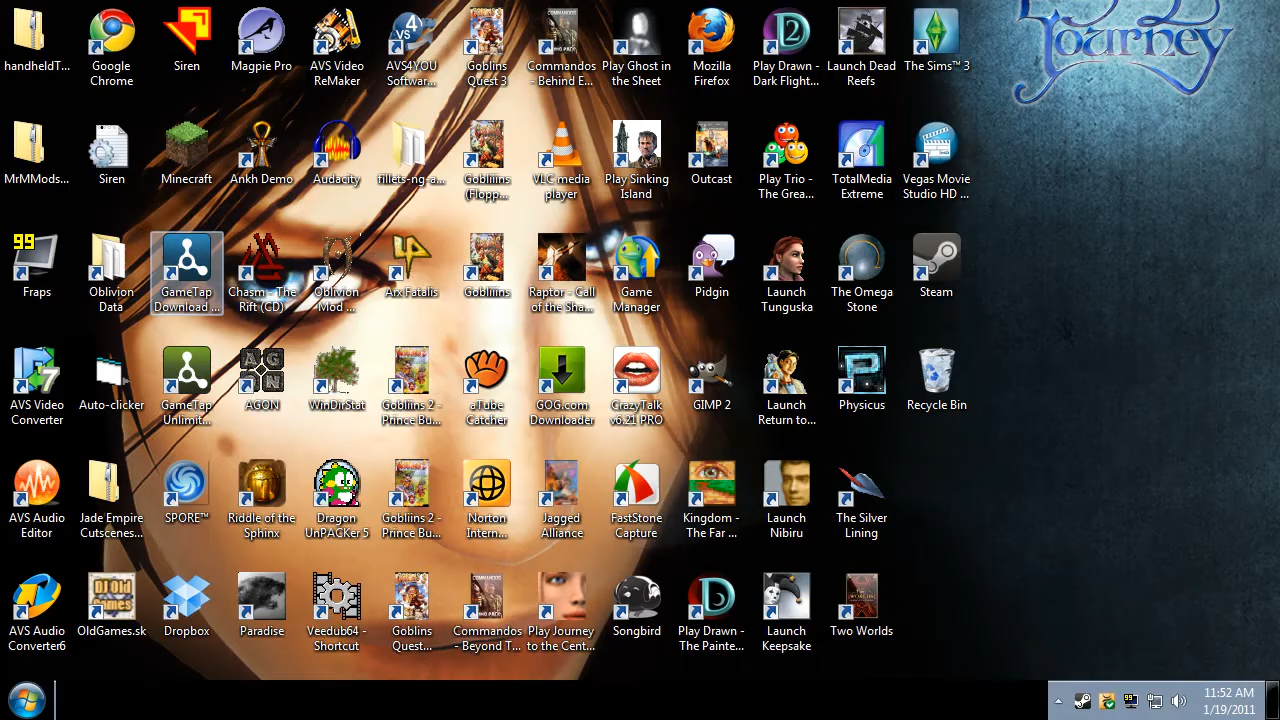 Journey
handheldT...
Google
Chrome
Siren
Magpie Pro
AVS Video
ReMaker
AVS4YOU
Softwar...
Goblins
Quest 3
Commandos
- Behind E...
Play Ghost in
the Sheet
Mozilla
Firefox
Play Drawn -
Dark Flight...
Launch Dead
Reefs
The Sims™ 3
MrMMods...
Siren
Minecraft
Ankh Demo
Audacity
fillets-ng-a...
Gobliiins
(Flopp...
VLC media
player
Play Sinking
Island
Outcast
Play Trio -
The Grea...
TotalMedia
Extreme
Vegas Movie
Studio HD ...
99
Fraps
Oblivion
Data
GameTap
Download ...
Chasm - The
Rift (CD)
Oblivion
Mod ...
Arx Fatalis
Gobliiins
Raptor - Call
of the Sha...
Game
Manager
Pidgin
Launch
Tunguska
The Omega
Stone
Steam
AVS Video
Converter
Auto-clicker
GameTap
Unlimit...
AGON
WinDirStat
Gobliins 2 -
Prince Bu...
aTube
Catcher
GOG.com
Downloader
CrazyTalk
v6.21 PRO
GIMP 2
Launch
Return to...
Physicus
Recycle Bin
AVS Audio
Editor
Jade Empire
Cutscenes...
SPORE™
Riddle of the
Sphinx
Dragon
UnPACKer 5
Gobliins 2 -
Prince Bu...
Norton
Intern...
Jagged
Alliance
FastStone
Capture
Kingdom -
The Far ...
Launch
Nibiru
The Silver
Lining
AVS Audio
Converter6
OldGames.sk
Dropbox
Paradise
Veedub64 -
Shortcut
Goblins
Quest...
Commandos
- Beyond T...
Play Journey
to the Cent...
Songbird
Play Drawn -
The Painte...
Launch
Keepsake
Two Worlds
11:52 AM
1/19/2011